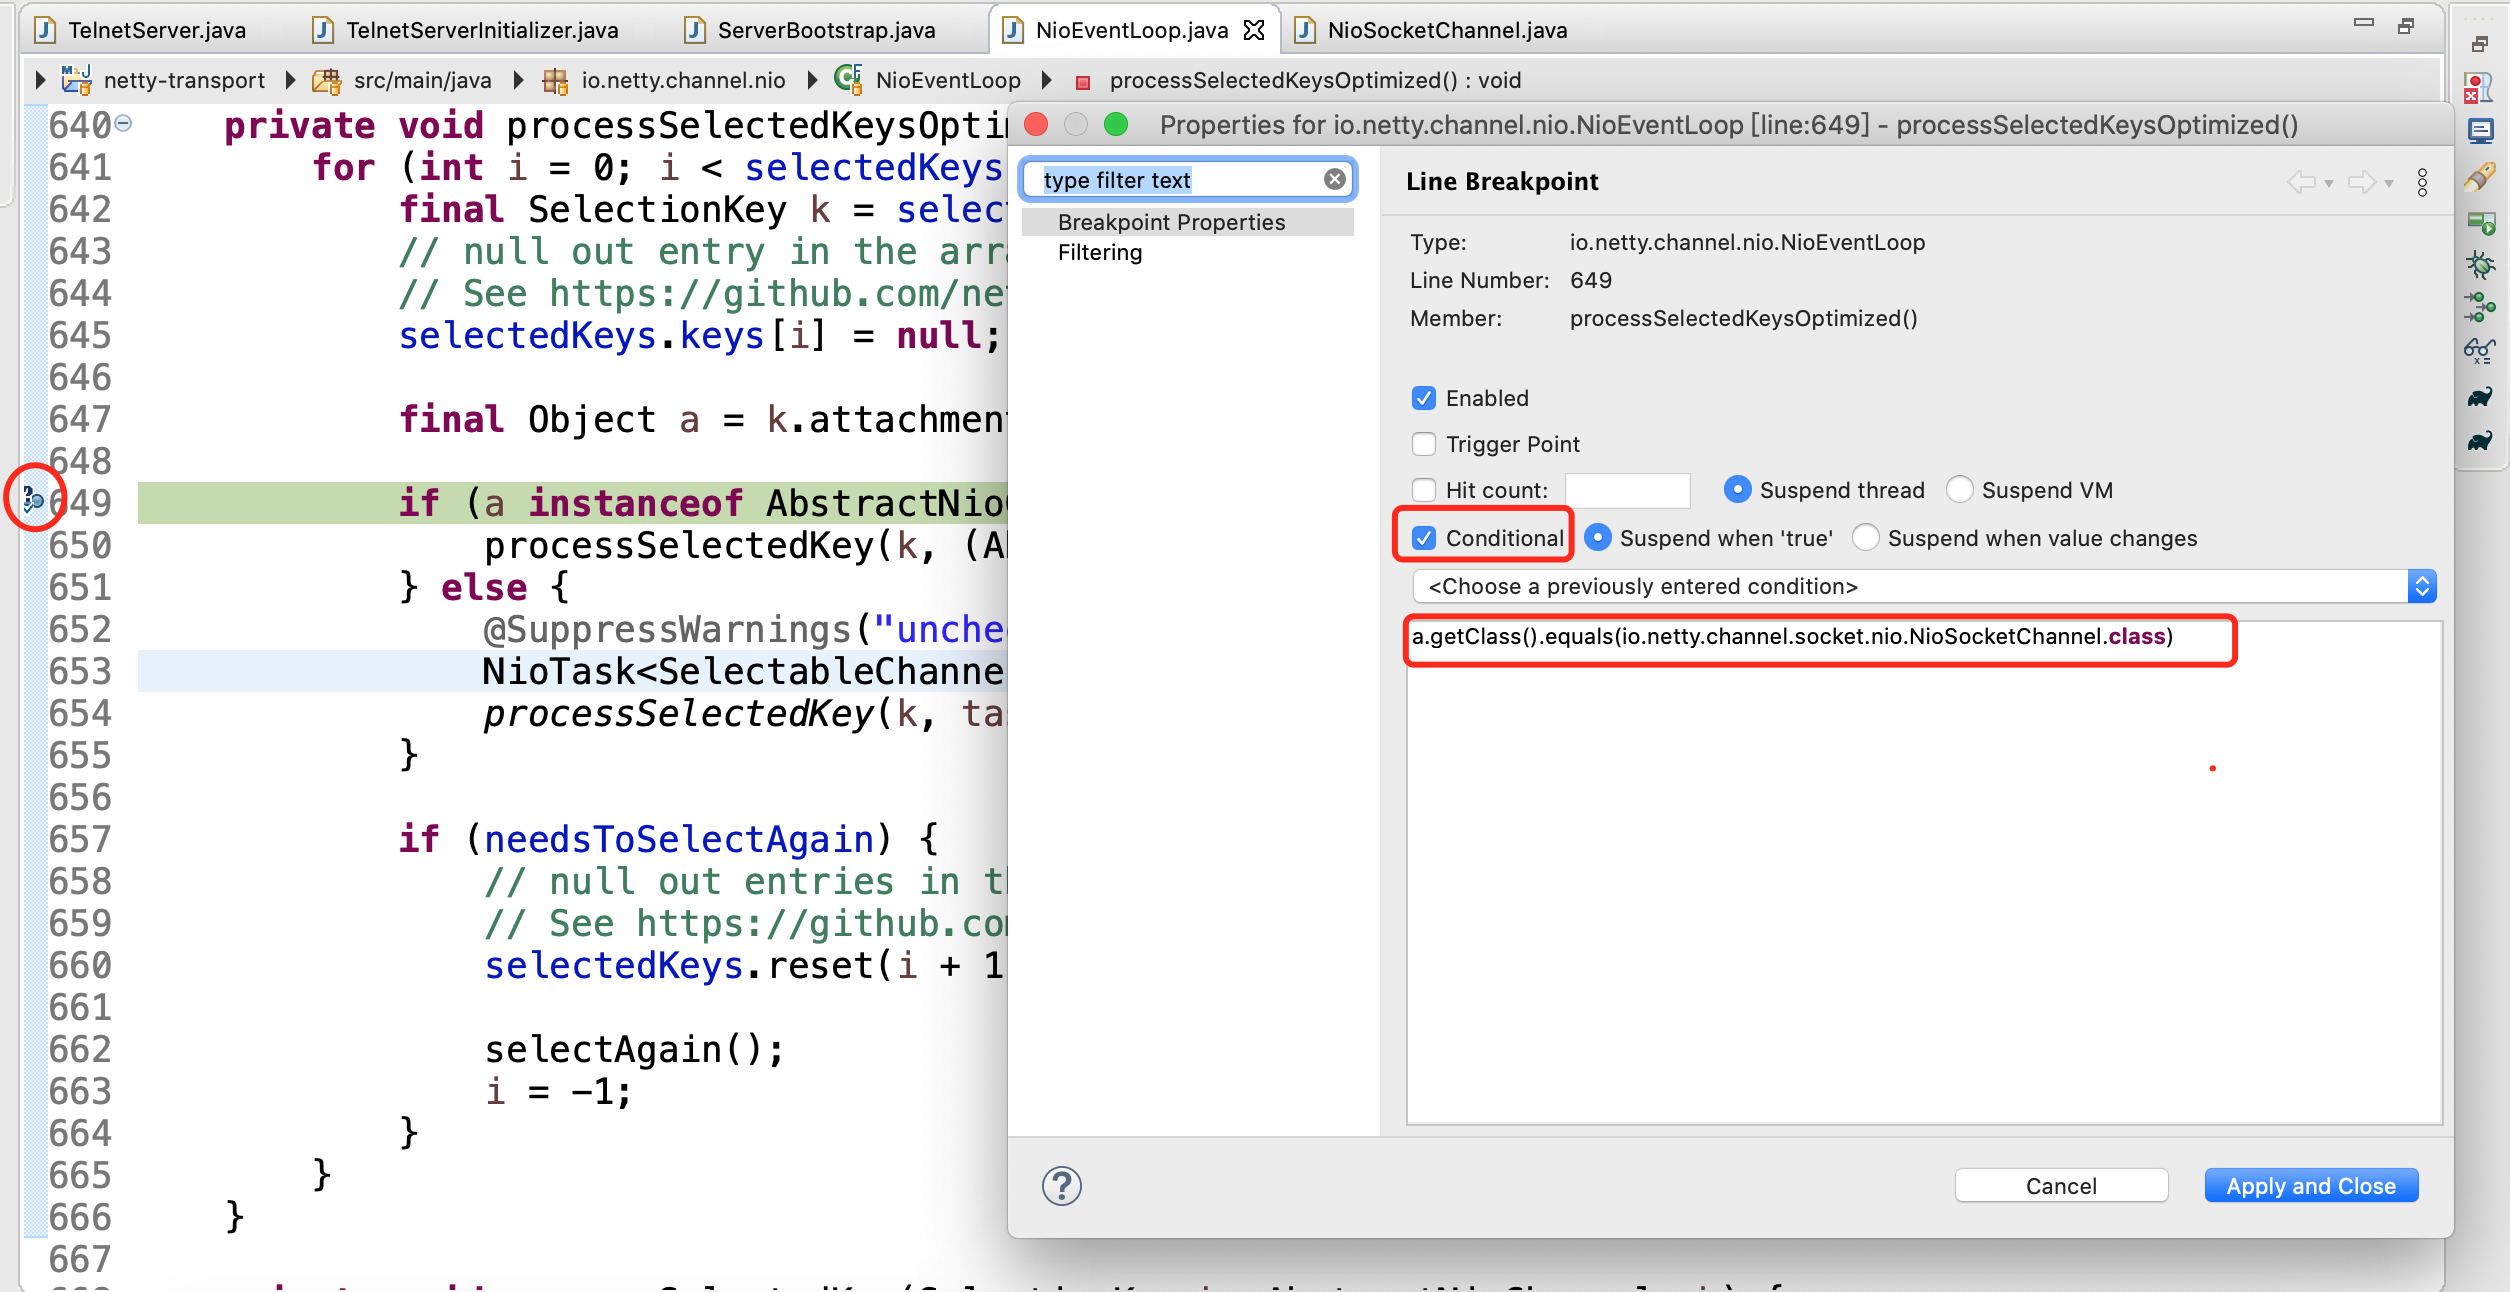 TelnetServer.java TelnetServerInitializer.java ServerBootstrap.java NioEventLoop.java NioSocketChannel.java
netty-transport src/main/java io.netty.channel.nio NioEventLoop processSelectedKeysOptimized() : void
640 private void processSelectedKeysOpti
641 for (int i = 0; i < selectedKeys
642 final SelectionKey k = selec
643 // null out entry in the arr
644 // See https://github.com/ne
645 selectedKeys.keys[i] = null;
646
647 final Object a = k.attachmen
648
649 if (a instanceof AbstractNio
650 processSelectedKey(k, (A
651 } else {
652 @SuppressWarnings("unche
653 NioTask<SelectableChanne
654 processSelectedKey(k, ta
655 }
656
657 if (needsToSelectAgain) {
658 // null out entries in t
659 // See https://github.co
660 selectedKeys.reset(i + 1
661
662 selectAgain();
663 i = -1;
664 }
665 }
666 }
667
Properties for io.netty.channel.nio.NioEventLoop [line:649] - processSelectedKeysOptimized()
type filter text
Breakpoint Properties
Filtering
Line Breakpoint
Type: io.netty.channel.nio.NioEventLoop
Line Number: 649
Member: processSelectedKeysOptimized()
Enabled
Trigger Point
Hit count: Suspend thread Suspend VM
Conditional Suspend when 'true' Suspend when value changes
<Choose a previously entered condition>
a.getClass().equals(io.netty.channel.socket.nio.NioSocketChannel.class)
Cancel Apply and Close